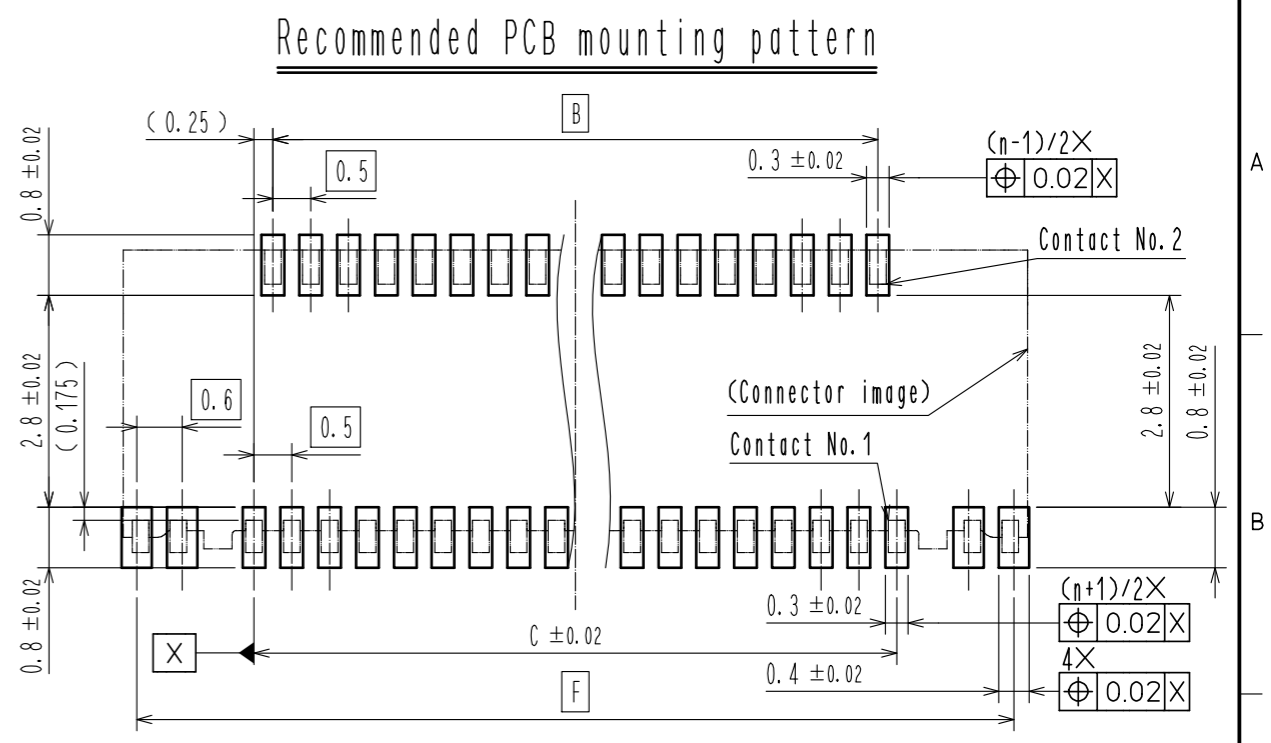 Recommended PCB mounting pattern
(0.25)
B
0.8 ±0.02
0.5
0.3 ±0.02
(n-1)/2X
⌖ 0.02 X
A
Contact No.2
2.8 ±0.02
(0.175)
0.6
0.5
(Connector image)
Contact No.1
2.8 ±0.02
0.8 ±0.02
B
0.8 ±0.02
X
C ±0.02
0.3 ±0.02
(n+1)/2X
⌖ 0.02 X
F
0.4 ±0.02
4X
⌖ 0.02 X